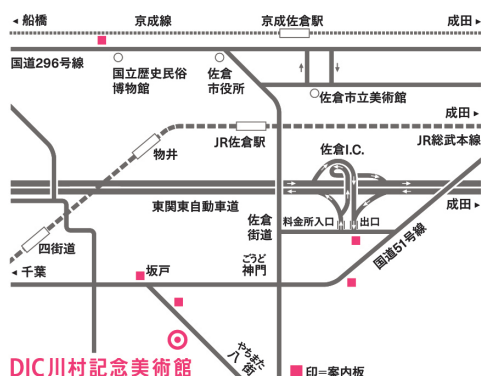 ◂ 船橋
京成線
京成佐倉駅
成田 ▸
国道296号線
国立歴史民俗
博物館
佐倉
市役所
佐倉市立美術館
成田 ▸
JR総武本線
JR佐倉駅
物井
佐倉I.C.
東関東自動車道
成田 ▸
料金所入口
出口
佐倉
街道
四街道
国道51号線
◂ 千葉
坂戸
ごうど
神門
やちまた
八街
DIC川村記念美術館
印=案内板